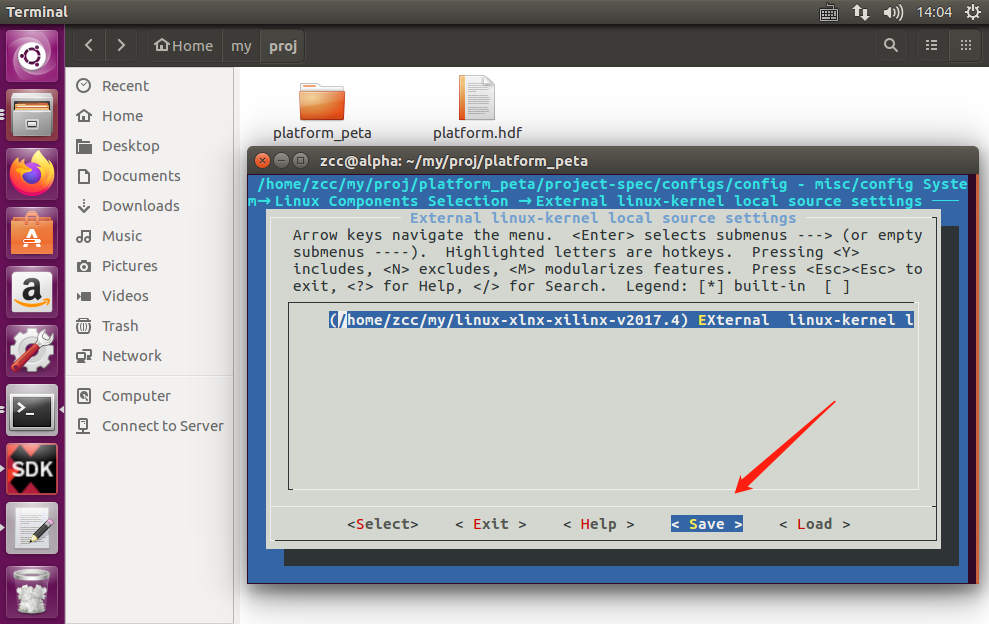 Terminal
14:04
Home
my
proj
Recent
Home
Desktop
Documents
Downloads
Music
Pictures
Videos
Trash
Network
Computer
Connect to Server
a
SDK
platform_peta
platform.hdf
zcc@alpha: ~/my/proj/platform_peta
/home/zcc/my/proj/platform_peta/project-spec/configs/config - misc/config Syste
m→Linux Components Selection →External linux-kernel local source settings
External linux-kernel local source settings
Arrow keys navigate the menu.  <Enter> selects submenus ---> (or empty
submenus ----).  Highlighted letters are hotkeys.  Pressing <Y>
includes, <N> excludes, <M> modularizes features.  Press <Esc><Esc> to
exit, <?> for Help, </> for Search.  Legend: [*] built-in  [ ]
(/home/zcc/my/linux-xlnx-xilinx-v2017.4) EXternal  linux-kernel l
<Select>    < Exit >    < Help >    < Save >    < Load >